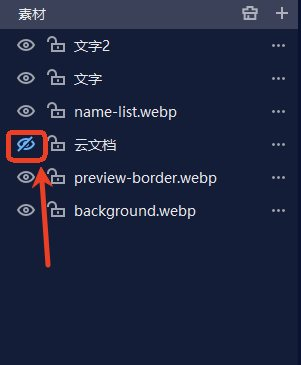 素材
文字2
文字
name-list.webp
云文档
preview-border.webp
background.webp